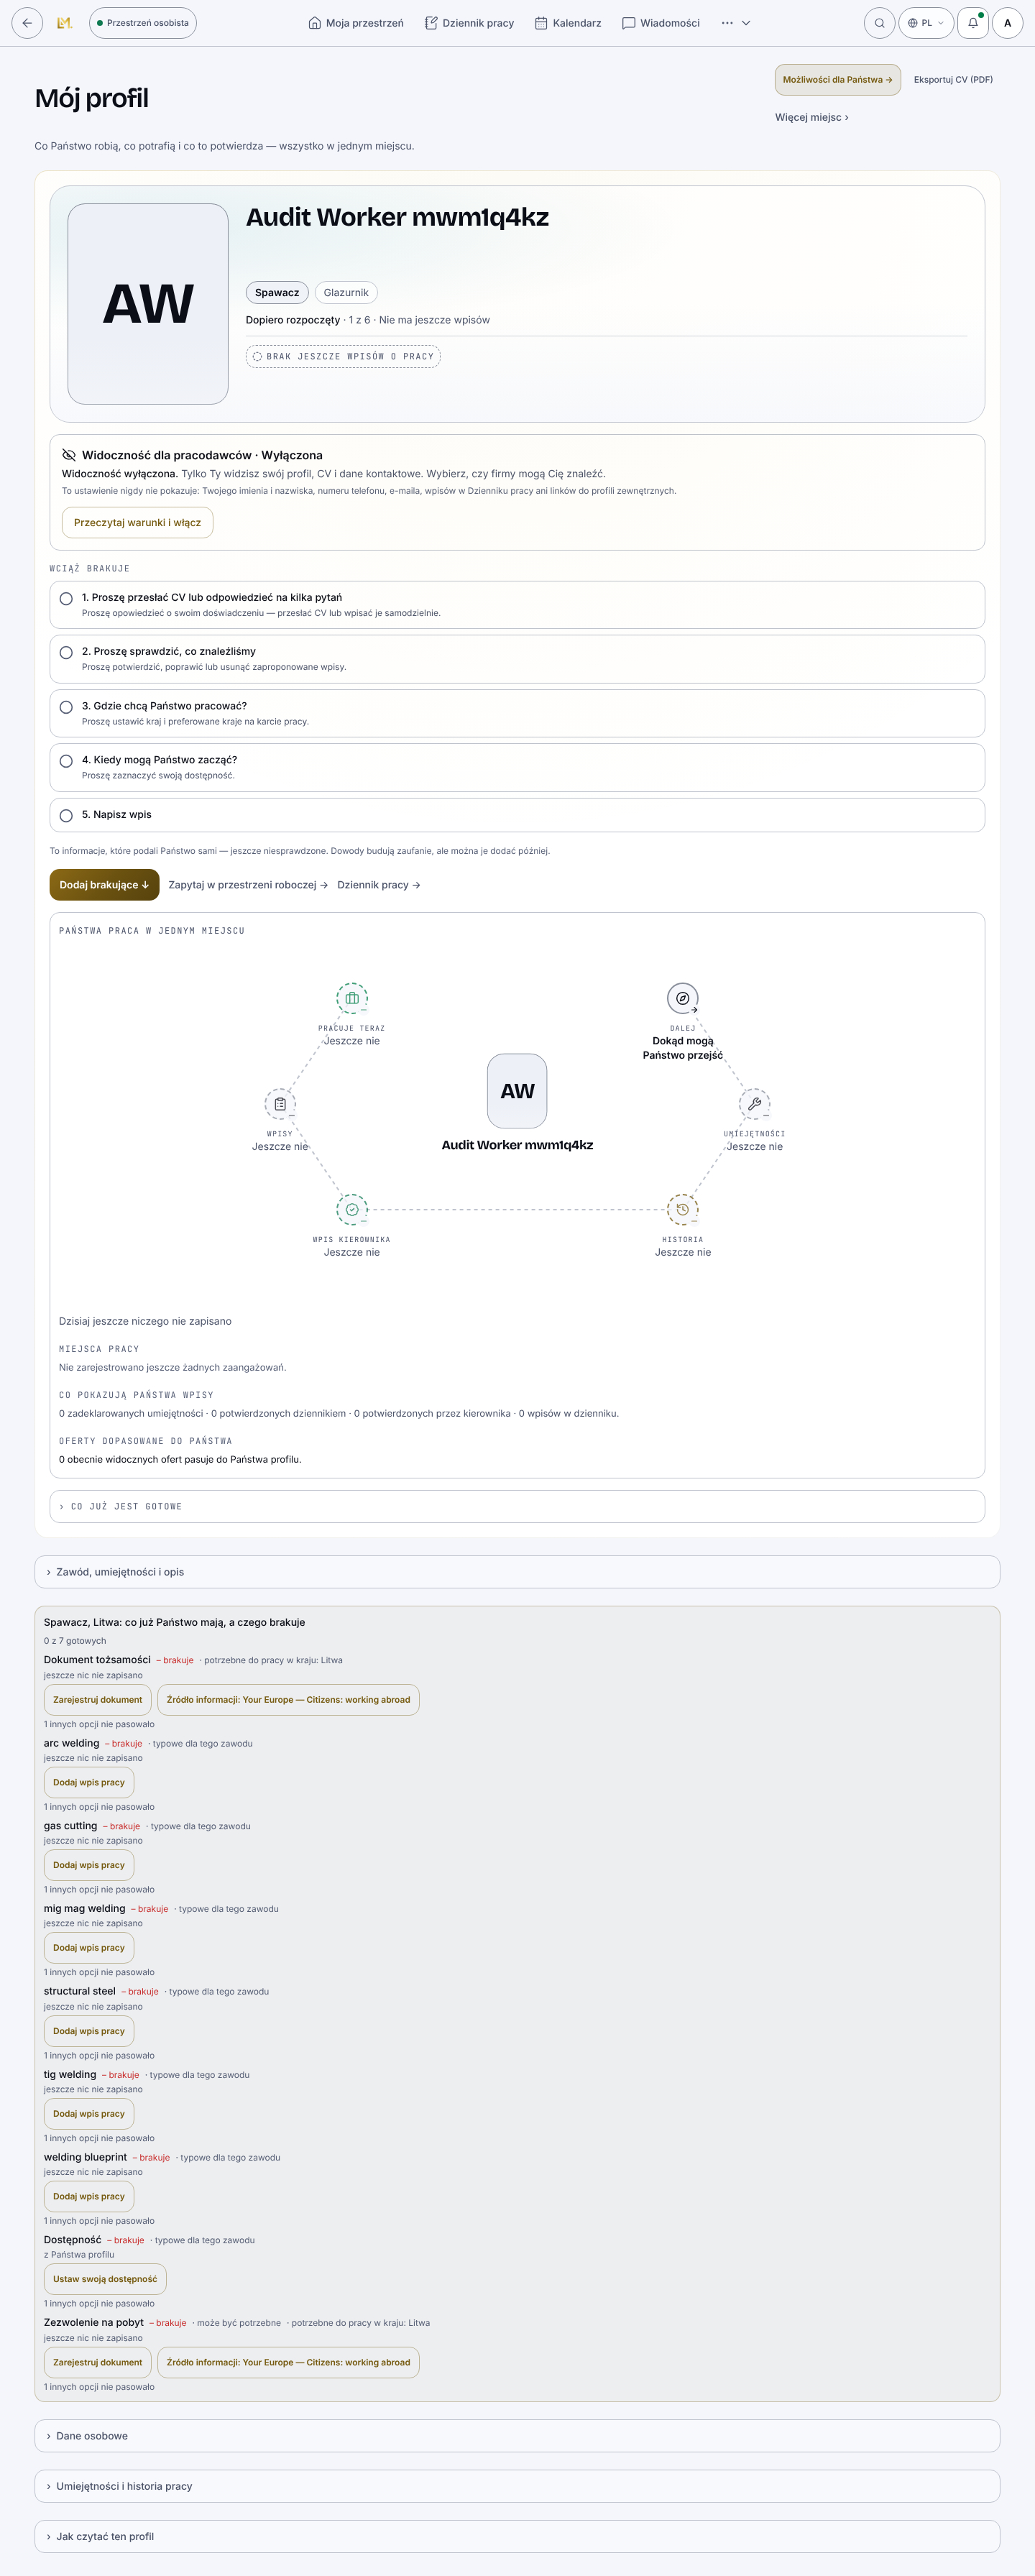 LM
Przestrzeń osobista
Moja przestrzeń
Dziennik pracy
Kalendarz
Wiadomości
PL
A
Mój profil
Możliwości dla Państwa →
Eksportuj CV (PDF)
Więcej miejsc ›
Co Państwo robią, co potrafią i co to potwierdza — wszystko w jednym miejscu.
AW
Audit Worker mwm1q4kz
Spawacz
Glazurnik
Dopiero rozpoczęty · 1 z 6 · Nie ma jeszcze wpisów
BRAK JESZCZE WPISÓW O PRACY
Widoczność dla pracodawców · Wyłączona
Widoczność wyłączona. Tylko Ty widzisz swój profil, CV i dane kontaktowe. Wybierz, czy firmy mogą Cię znaleźć.
To ustawienie nigdy nie pokazuje: Twojego imienia i nazwiska, numeru telefonu, e-maila, wpisów w Dzienniku pracy ani linków do profili zewnętrznych.
Przeczytaj warunki i włącz
WCIĄŻ BRAKUJE
1. Proszę przesłać CV lub odpowiedzieć na kilka pytań
Proszę opowiedzieć o swoim doświadczeniu — przesłać CV lub wpisać je samodzielnie.
2. Proszę sprawdzić, co znaleźliśmy
Proszę potwierdzić, poprawić lub usunąć zaproponowane wpisy.
3. Gdzie chcą Państwo pracować?
Proszę ustawić kraj i preferowane kraje na karcie pracy.
4. Kiedy mogą Państwo zacząć?
Proszę zaznaczyć swoją dostępność.
5. Napisz wpis
To informacje, które podali Państwo sami — jeszcze niesprawdzone. Dowody budują zaufanie, ale można je dodać później.
Dodaj brakujące ↓
Zapytaj w przestrzeni roboczej →
Dziennik pracy →
PAŃSTWA PRACA W JEDNYM MIEJSCU
PRACUJE TERAZ
Jeszcze nie
DALEJ
Dokąd mogą
Państwo przejść
AW
Audit Worker mwm1q4kz
WPISY
Jeszcze nie
UMIEJĘTNOŚCI
Jeszcze nie
WPIS KIEROWNIKA
Jeszcze nie
HISTORIA
Jeszcze nie
Dzisiaj jeszcze niczego nie zapisano
MIEJSCA PRACY
Nie zarejestrowano jeszcze żadnych zaangażowań.
CO POKAZUJĄ PAŃSTWA WPISY
0 zadeklarowanych umiejętności · 0 potwierdzonych dziennikiem · 0 potwierdzonych przez kierownika · 0 wpisów w dzienniku.
OFERTY DOPASOWANE DO PAŃSTWA
0 obecnie widocznych ofert pasuje do Państwa profilu.
› CO JUŻ JEST GOTOWE
› Zawód, umiejętności i opis
Spawacz, Litwa: co już Państwo mają, a czego brakuje
0 z 7 gotowych
Dokument tożsamości – brakuje · potrzebne do pracy w kraju: Litwa
jeszcze nic nie zapisano
Zarejestruj dokument
Źródło informacji: Your Europe — Citizens: working abroad
1 innych opcji nie pasowało
arc welding – brakuje · typowe dla tego zawodu
jeszcze nic nie zapisano
Dodaj wpis pracy
1 innych opcji nie pasowało
gas cutting – brakuje · typowe dla tego zawodu
jeszcze nic nie zapisano
Dodaj wpis pracy
1 innych opcji nie pasowało
mig mag welding – brakuje · typowe dla tego zawodu
jeszcze nic nie zapisano
Dodaj wpis pracy
1 innych opcji nie pasowało
structural steel – brakuje · typowe dla tego zawodu
jeszcze nic nie zapisano
Dodaj wpis pracy
1 innych opcji nie pasowało
tig welding – brakuje · typowe dla tego zawodu
jeszcze nic nie zapisano
Dodaj wpis pracy
1 innych opcji nie pasowało
welding blueprint – brakuje · typowe dla tego zawodu
jeszcze nic nie zapisano
Dodaj wpis pracy
1 innych opcji nie pasowało
Dostępność – brakuje · typowe dla tego zawodu
z Państwa profilu
Ustaw swoją dostępność
1 innych opcji nie pasowało
Zezwolenie na pobyt – brakuje · może być potrzebne · potrzebne do pracy w kraju: Litwa
jeszcze nic nie zapisano
Zarejestruj dokument
Źródło informacji: Your Europe — Citizens: working abroad
1 innych opcji nie pasowało
› Dane osobowe
› Umiejętności i historia pracy
› Jak czytać ten profil